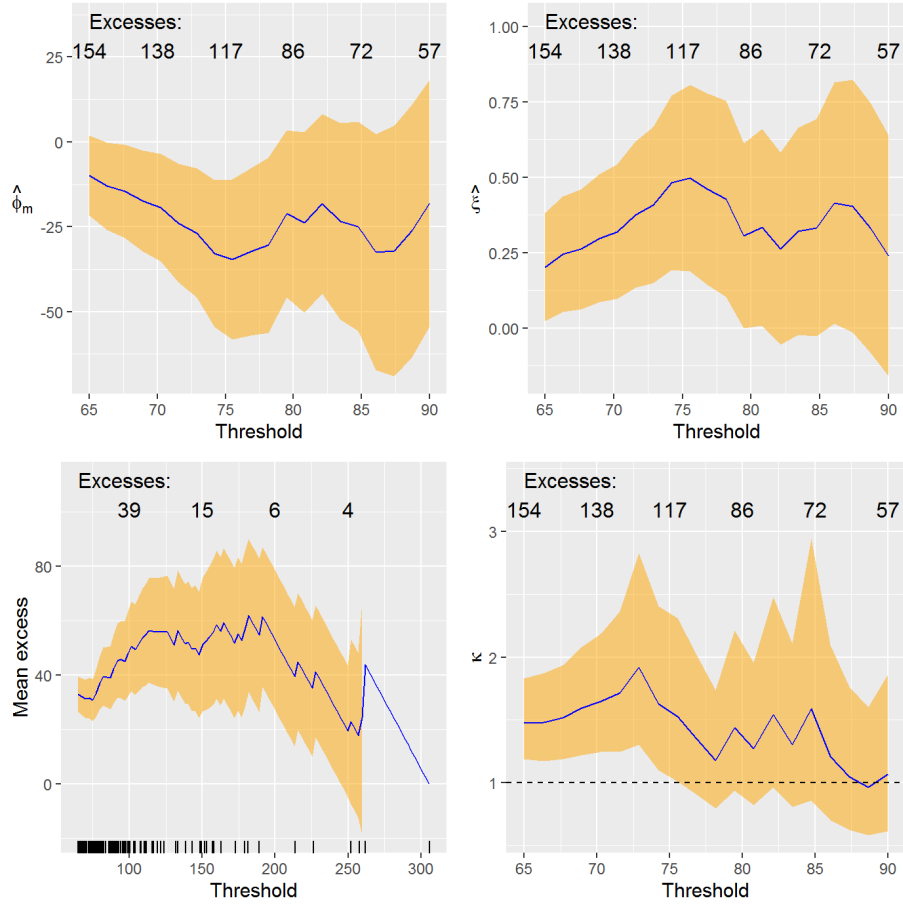 Excesses:
154 138 117 86 72 57
25
0
-25
-50
ϕ̂m
65 70 75 80 85 90
Threshold
Excesses:
154 138 117 86 72 57
1.00
0.75
0.50
0.25
0.00
ξ̂
65 70 75 80 85 90
Threshold
Excesses:
39 15 6 4
80
40
0
Mean excess
100 150 200 250 300
Threshold
Excesses:
154 138 117 86 72 57
3
2
1
κ
65 70 75 80 85 90
Threshold